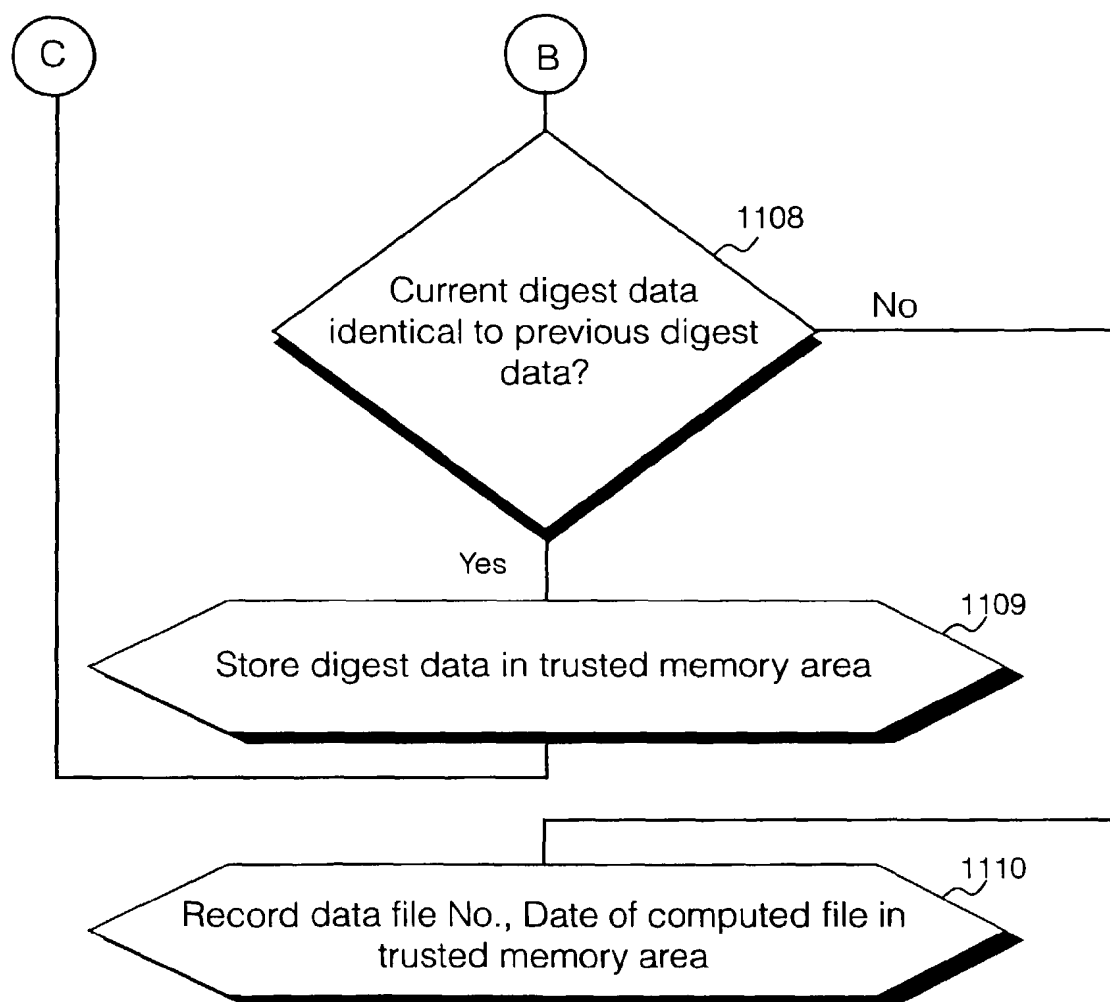 C
B
1108
Current digest data
identical to previous digest
data?
No
Yes
1109
Store digest data in trusted memory area
1110
Record data file No., Date of computed file in
trusted memory area